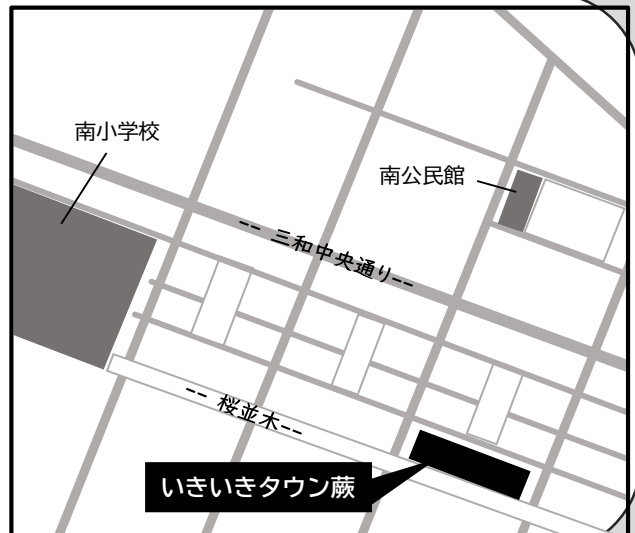 南小学校
南公民館
-- 三和中央通り--
-- 桜並木--
いきいきタウン蕨